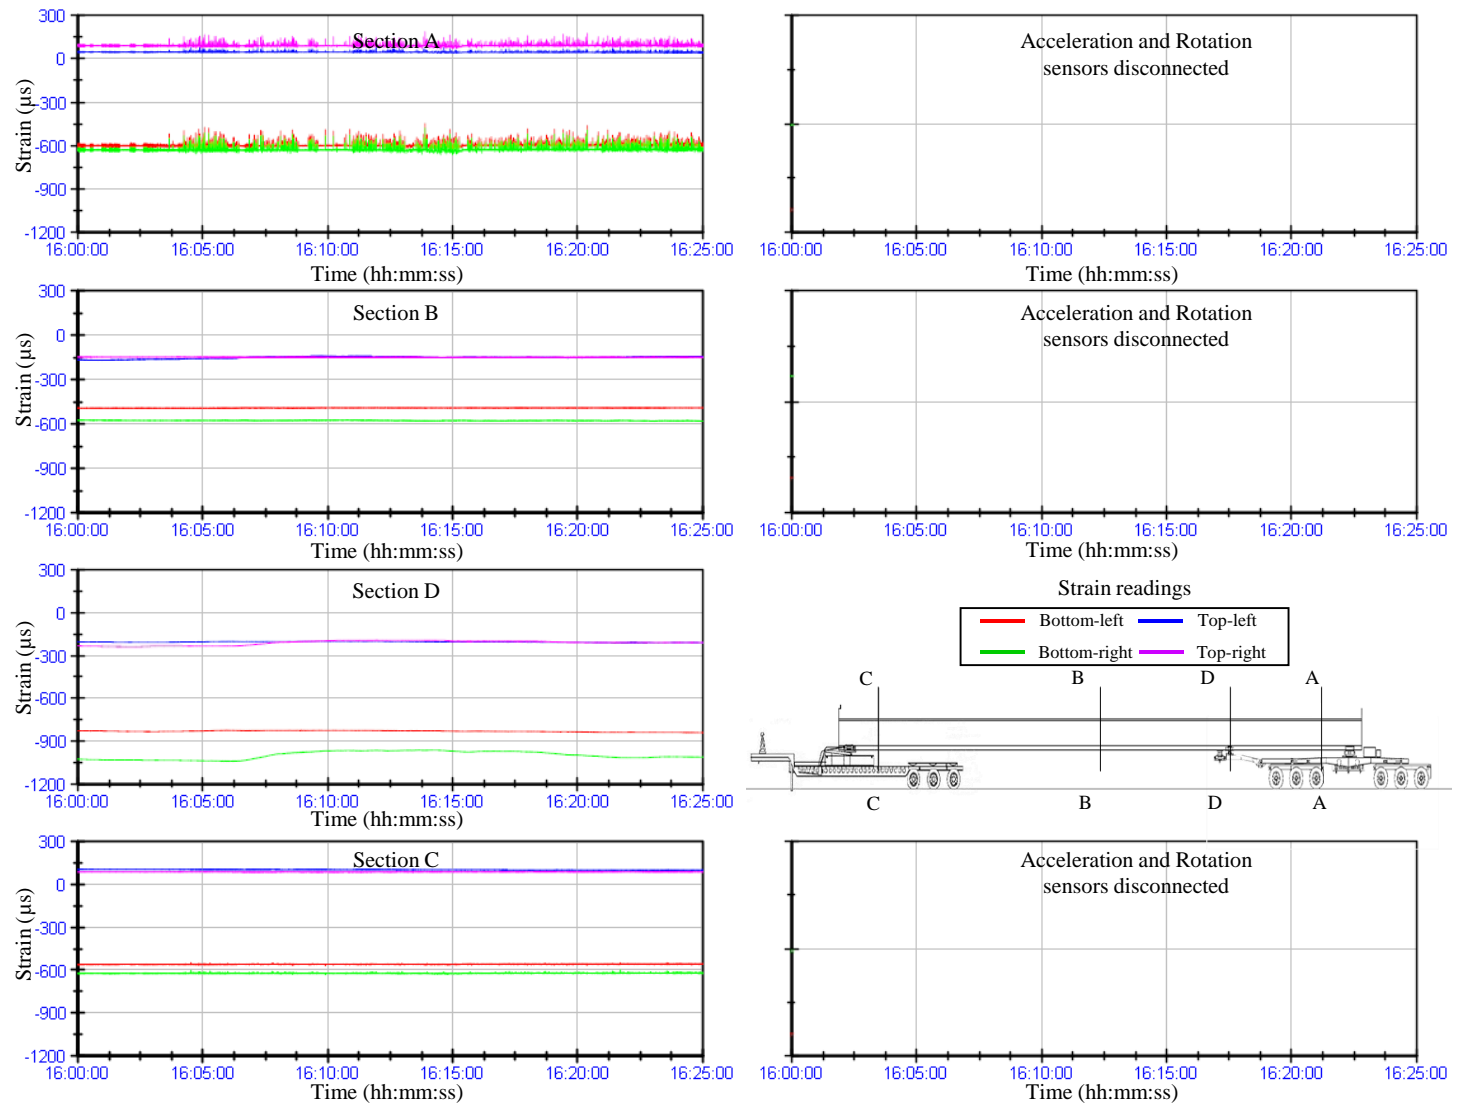 300
0
-300
-600
-900
-1200
Strain (µs)
Section A
16:00:00 16:05:00 16:10:00 16:15:00 16:20:00 16:25:00
Time (hh:mm:ss)
Acceleration and Rotation
sensors disconnected
16:00:00 16:05:00 16:10:00 16:15:00 16:20:00 16:25:00
Time (hh:mm:ss)
300
0
-300
-600
-900
-1200
Strain (µs)
Section B
16:00:00 16:05:00 16:10:00 16:15:00 16:20:00 16:25:00
Time (hh:mm:ss)
Acceleration and Rotation
sensors disconnected
16:00:00 16:05:00 16:10:00 16:15:00 16:20:00 16:25:00
Time (hh:mm:ss)
300
0
-300
-600
-900
-1200
Strain (µs)
Section D
16:00:00 16:05:00 16:10:00 16:15:00 16:20:00 16:25:00
Time (hh:mm:ss)
Strain readings
Bottom-left Top-left
Bottom-right Top-right
C B D A
C B D A
300
0
-300
-600
-900
-1200
Strain (µs)
Section C
16:00:00 16:05:00 16:10:00 16:15:00 16:20:00 16:25:00
Time (hh:mm:ss)
Acceleration and Rotation
sensors disconnected
16:00:00 16:05:00 16:10:00 16:15:00 16:20:00 16:25:00
Time (hh:mm:ss)